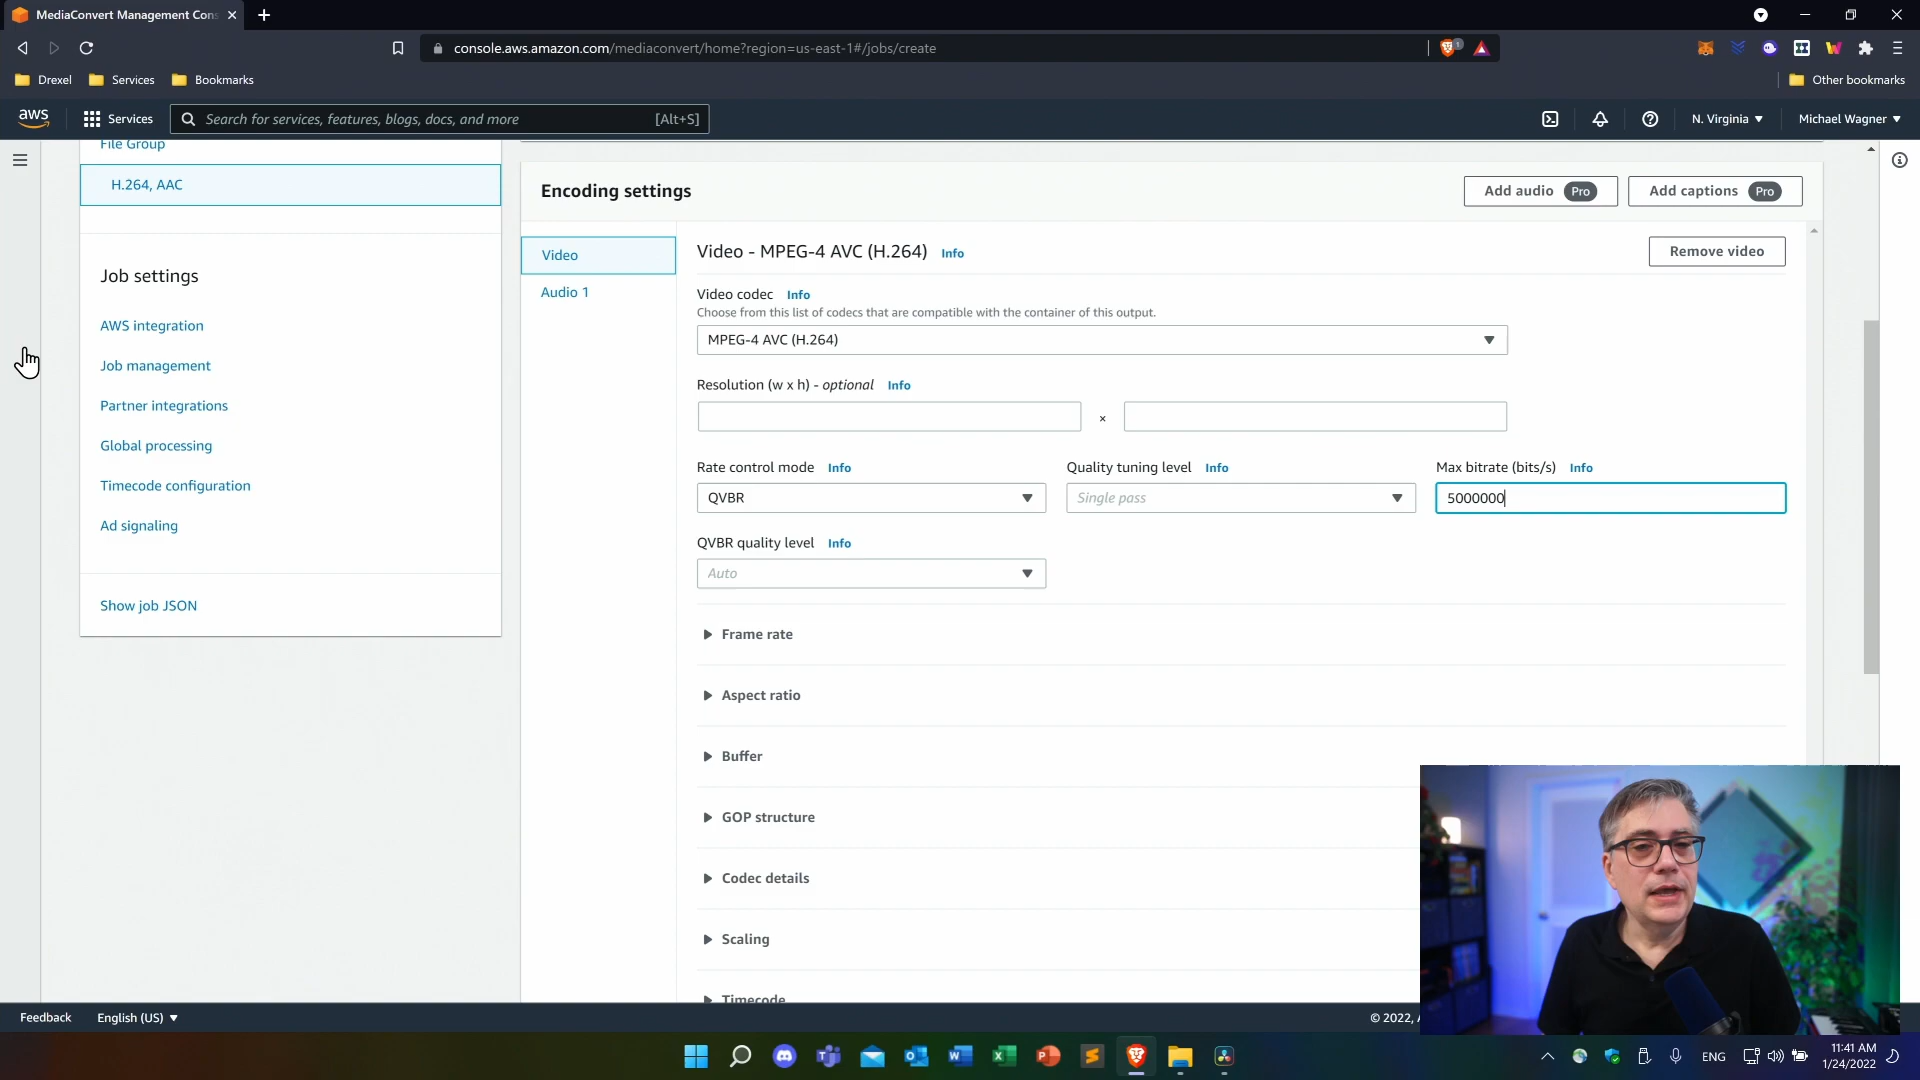 MediaConvert Management Cons
console.aws.amazon.com/mediaconvert/home?region=us-east-1#/jobs/create
Drexel
Services
Bookmarks
Other bookmarks
aws
Services
Search for services, features, blogs, docs, and more
[Alt+S]
N. Virginia
Michael Wagner
File Group
H.264, AAC
Job settings
AWS integration
Job management
Partner integrations
Global processing
Timecode configuration
Ad signaling
Show job JSON
Encoding settings
Add audio Pro
Add captions Pro
Video
Audio 1
Video - MPEG-4 AVC (H.264) Info
Remove video
Video codec Info
Choose from this list of codecs that are compatible with the container of this output.
MPEG-4 AVC (H.264)
Resolution (w x h) - optional Info
×
Rate control mode Info
QVBR
Quality tuning level Info
Single pass
Max bitrate (bits/s) Info
5000000
QVBR quality level Info
Auto
Frame rate
Aspect ratio
Buffer
GOP structure
Codec details
Scaling
Timecode
Feedback
English (US)
© 2022,
ENG
11:41 AM
1/24/2022